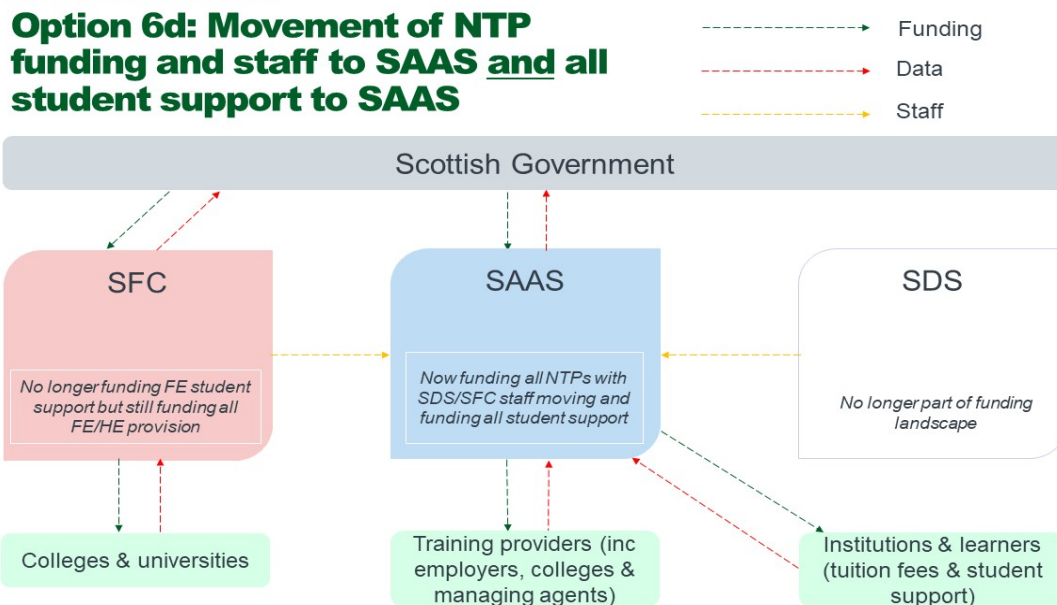 Option 6d: Movement of NTP
funding and staff to SAAS and all
student support to SAAS
Funding
Data
Staff
Scottish Government
SFC
No longer funding FE student
support but still funding all
FE/HE provision
SAAS
Now funding all NTPs with
SDS/SFC staff moving and
funding all student support
SDS
No longer part of funding
landscape
Colleges & universities
Training providers (inc
employers, colleges &
managing agents)
Institutions & learners
(tuition fees & student
support)